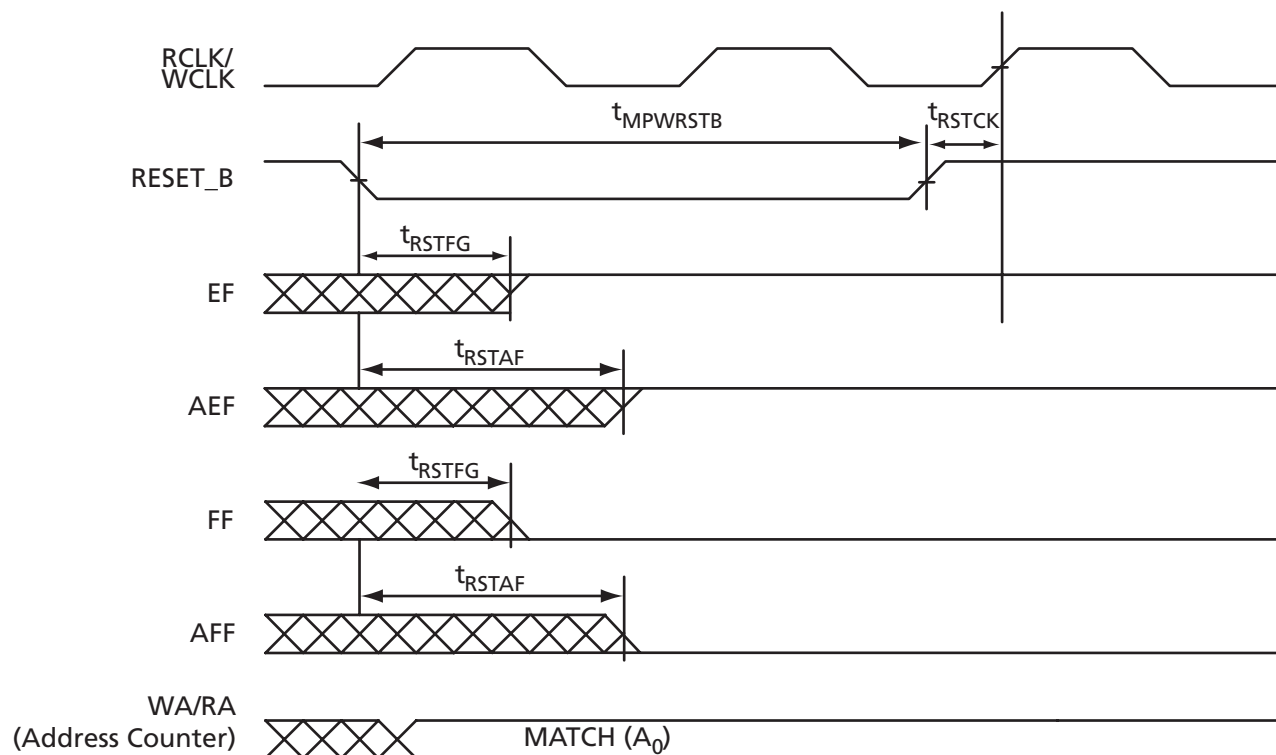 RCLK/
WCLK
tMPWRSTB
tRSTCK
RESET_B
tRSTFG
EF
tRSTAF
AEF
tRSTFG
FF
tRSTAF
AFF
WA/RA
(Address Counter)
MATCH (A0)